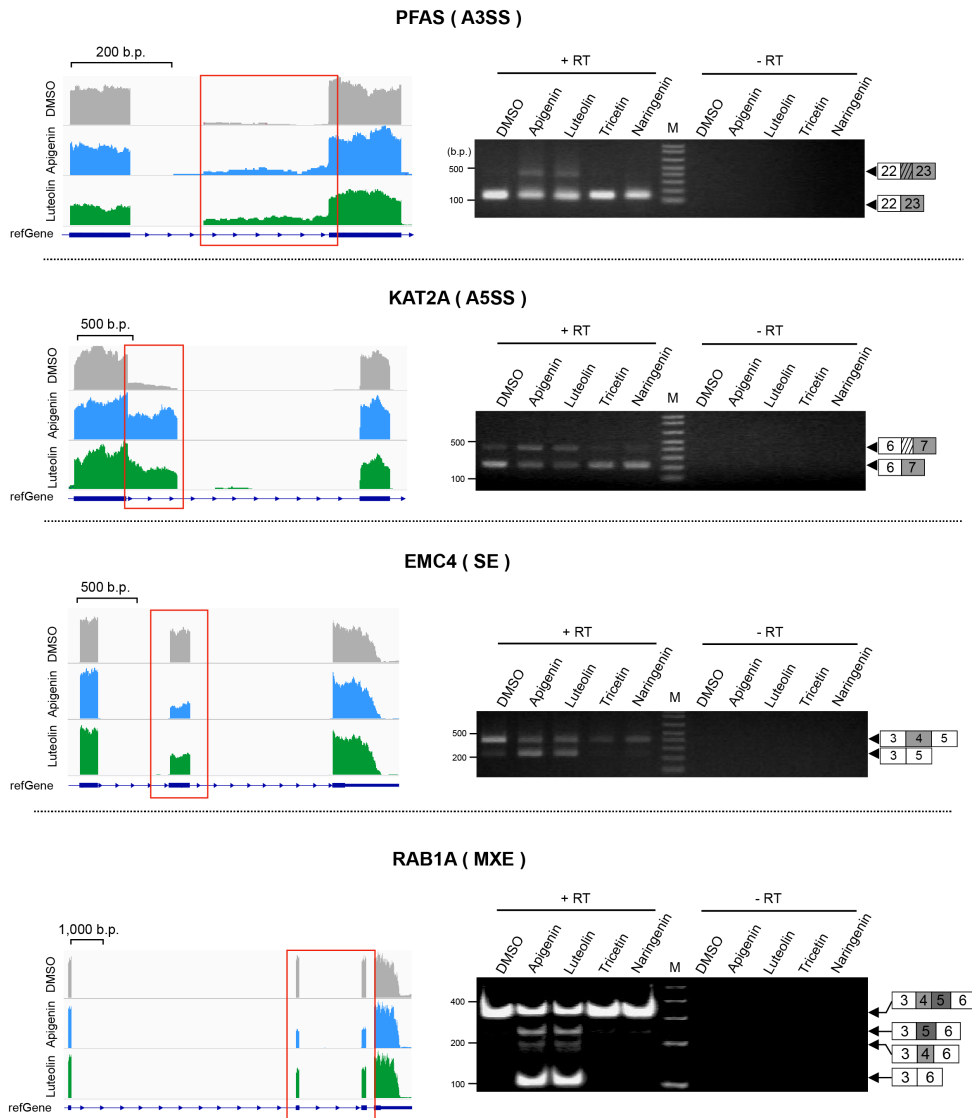 PFAS ( A3SS )
200 b.p.
DMSO
Apigenin
Luteolin
refGene
+ RT
- RT
DMSO
Apigenin
Luteolin
Tricetin
Naringenin
M
DMSO
Apigenin
Luteolin
Tricetin
Naringenin
(b.p.)
500
100
22 23
22 23
KAT2A ( A5SS )
500 b.p.
DMSO
Apigenin
Luteolin
refGene
+ RT
- RT
DMSO
Apigenin
Luteolin
Tricetin
Naringenin
M
DMSO
Apigenin
Luteolin
Tricetin
Naringenin
500
100
6 7
6 7
EMC4 ( SE )
500 b.p.
DMSO
Apigenin
Luteolin
refGene
+ RT
- RT
DMSO
Apigenin
Luteolin
Tricetin
Naringenin
M
DMSO
Apigenin
Luteolin
Tricetin
Naringenin
500
200
3 4 5
3 5
RAB1A ( MXE )
1,000 b.p.
DMSO
Apigenin
Luteolin
refGene
+ RT
- RT
DMSO
Apigenin
Luteolin
Tricetin
Naringenin
M
DMSO
Apigenin
Luteolin
Tricetin
Naringenin
400
200
100
3 4 5 6
3 5 6
3 4 6
3 6